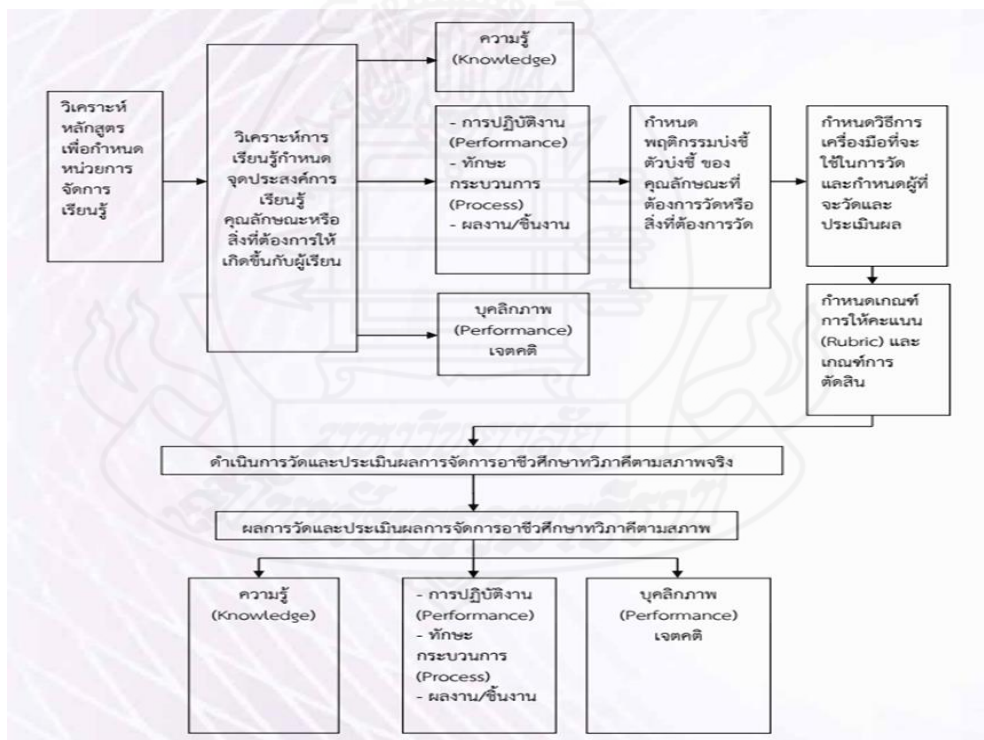 วิเคราะห์
หลักสูตร
เพื่อกำหนด
หน่วยการ
จัดการ
เรียนรู้
วิเคราะห์การ
เรียนรู้กำหนด
จุดประสงค์การ
เรียนรู้
คุณลักษณะหรือ
สิ่งที่ต้องการให้
เกิดขึ้นกับผู้เรียน
ความรู้
(Knowledge)
- การปฏิบัติงาน
(Performance)
- ทักษะ
กระบวนการ
(Process)
- ผลงาน/ชิ้นงาน
บุคลิกภาพ
(Performance)
เจตคติ
กำหนด
พฤติกรรมบ่งชี้
ตัวบ่งชี้ ของ
คุณลักษณะที่
ต้องการวัดหรือ
สิ่งที่ต้องการวัด
กำหนดวิธีการ
เครื่องมือที่จะ
ใช้ในการวัด
และกำหนดผู้ที่
จะวัดและ
ประเมินผล
กำหนดเกณฑ์
การให้คะแนน
(Rubric) และ
เกณฑ์การ
ตัดสิน
ดำเนินการวัดและประเมินผลการจัดการอาชีวศึกษาทวิภาคีตามสภาพจริง
ผลการวัดและประเมินผลการจัดการอาชีวศึกษาทวิภาคีตามสภาพ
ความรู้
(Knowledge)
- การปฏิบัติงาน
(Performance)
- ทักษะ
กระบวนการ
(Process)
- ผลงาน/ชิ้นงาน
บุคลิกภาพ
(Performance)
เจตคติ
มหาวิทยาลัย
สุโขทัยธรรมาธิราช